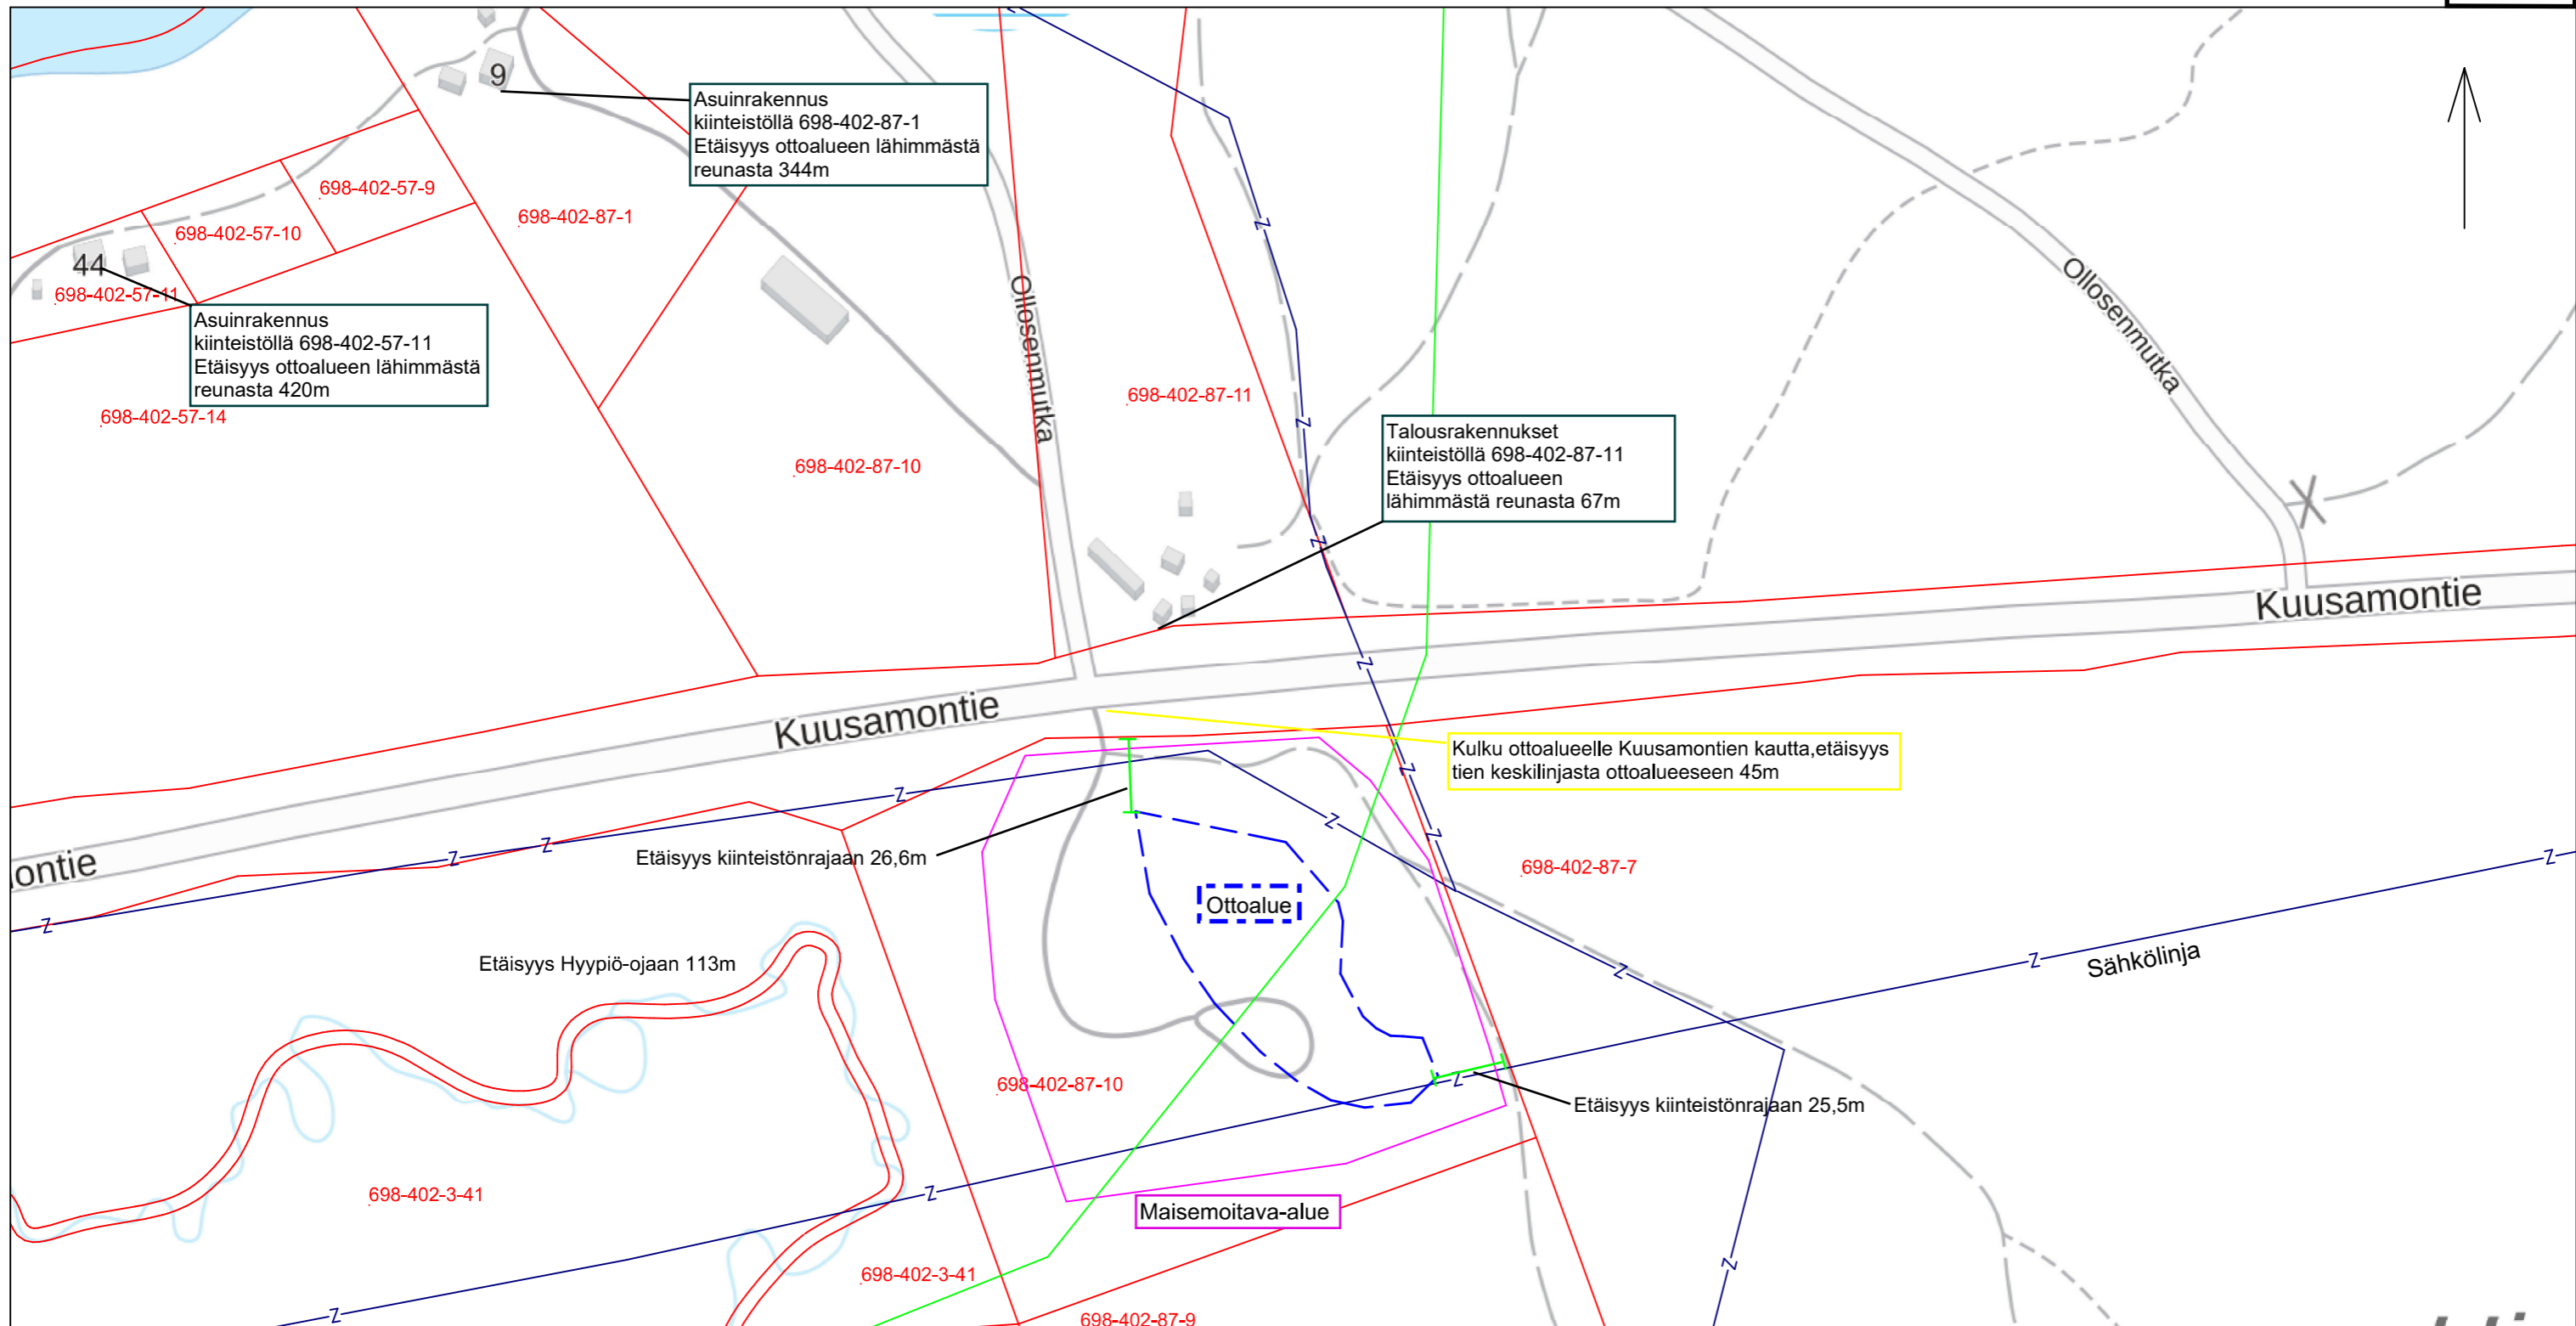 9
Asuinrakennus
kiinteistöllä 698-402-87-1
Etäisyys ottoalueen lähimmästä
reunasta 344m
698-402-57-9
698-402-87-1
698-402-57-10
44
698-402-57-11
Asuinrakennus
kiinteistöllä 698-402-57-11
Etäisyys ottoalueen lähimmästä
reunasta 420m
698-402-57-14
Ollosenmutka
Ollosenmutka
698-402-87-11
698-402-87-10
Talousrakennukset
kiinteistöllä 698-402-87-11
Etäisyys ottoalueen
lähimmästä reunasta 67m
Kuusamontie
Kuusamontie
Kulku ottoalueelle Kuusamontien kautta,etäisyys
tien keskilinjasta ottoalueeseen 45m
ontie
Etäisyys kiinteistönrajaan 26,6m
698-402-87-7
Ottoalue
Etäisyys Hyypiö-ojaan 113m
Sähkölinja
698-402-87-10
Etäisyys kiinteistönrajaan 25,5m
698-402-3-41
Maisemoitava-alue
698-402-3-41
698-402-87-9